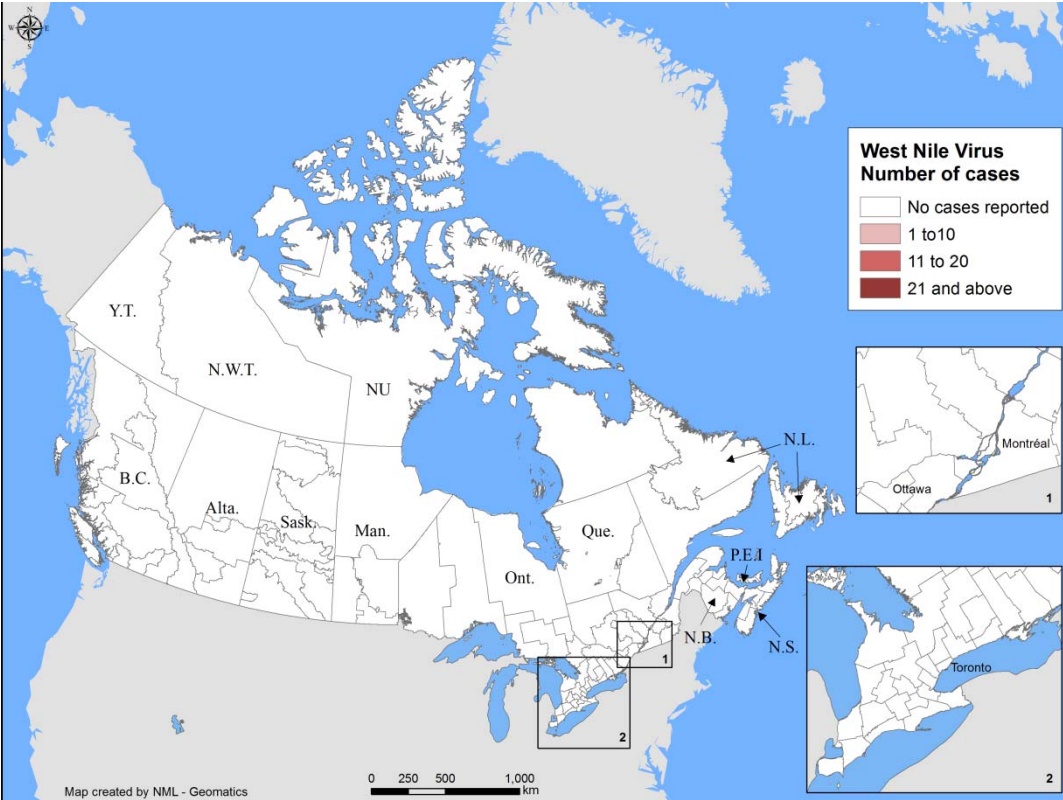 N
W E
S
West Nile Virus
Number of cases
No cases reported
1 to10
11 to 20
21 and above
Y.T.
N.W.T.
NU
N.L.
B.C.
Alta.
Sask.
Man.
Ont.
Que.
P.E.I
N.B.
N.S.
1
2
Montréal
Ottawa
1
Toronto
2
0 250 500 1,000
km
Map created by NML - Geomatics